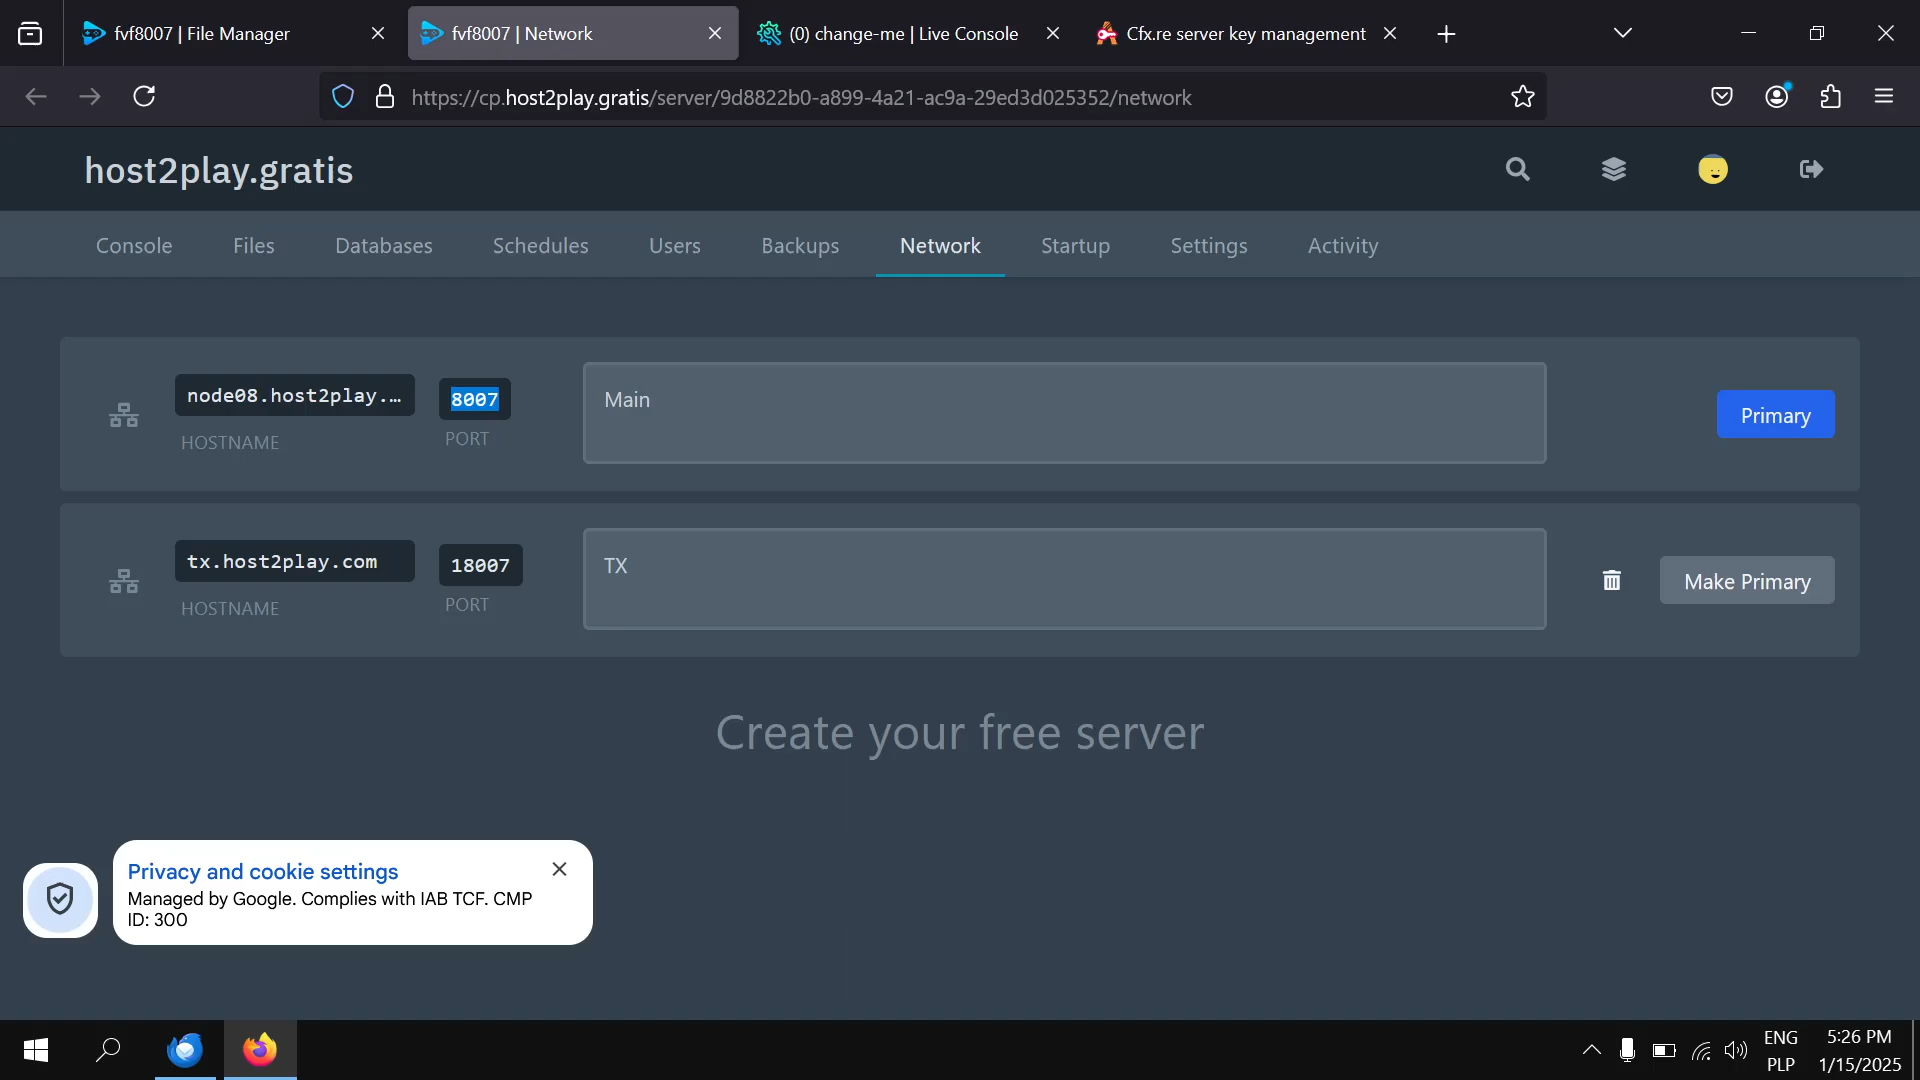 fvf8007 | File Manager
fvf8007 | Network
(0) change-me | Live Console
Cfx.re server key management
https://cp.host2play.gratis/server/9d8822b0-a899-4a21-ac9a-29ed3d025352/network
host2play.gratis
Console
Files
Databases
Schedules
Users
Backups
Network
Startup
Settings
Activity
node08.host2play.…
HOSTNAME
8007
PORT
Main
Primary
tx.host2play.com
HOSTNAME
18007
PORT
TX
Make Primary
Create your free server
Privacy and cookie settings
Managed by Google. Complies with IAB TCF. CMP
ID: 300
ENG
PLP
5:26 PM
1/15/2025